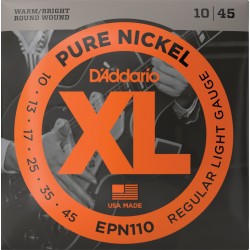 WARM/BRIGHT
ROUND WOUND
10/45
PURE NICKEL
D'Addario
XL
10 · 13 · 17 · 25 · 35 · 45
REGULAR LIGHT GAUGE
USA MADE
EPN110